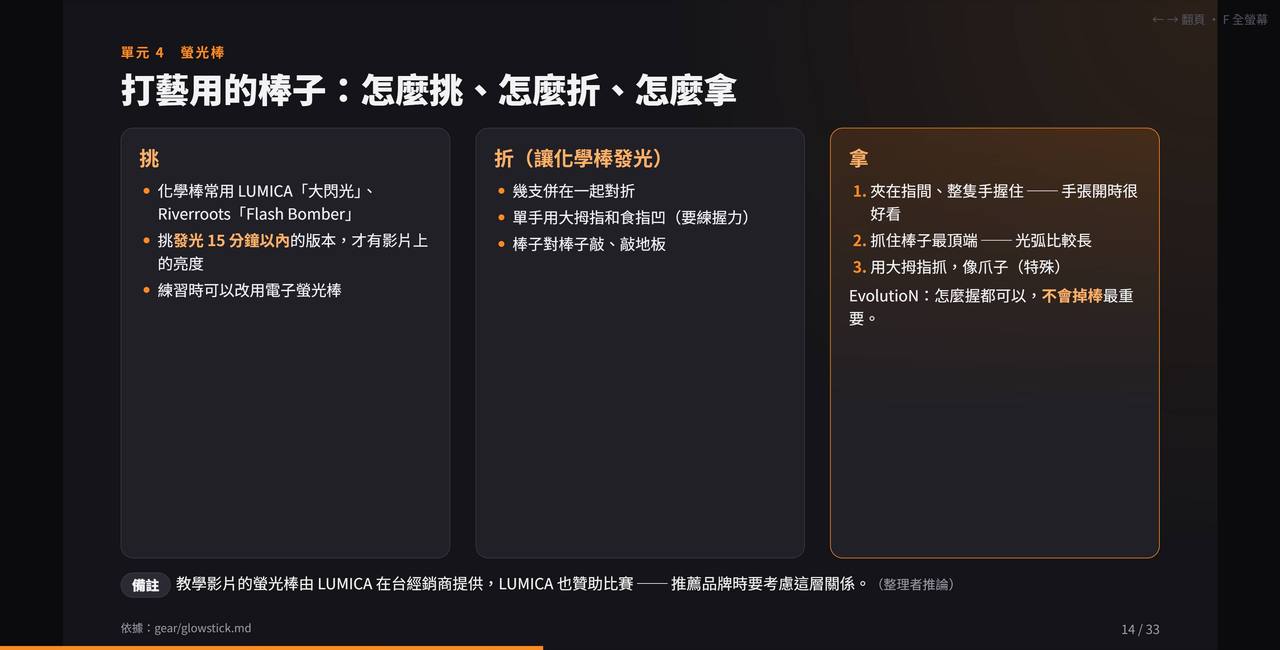 ←→ 翻頁 · F 全螢幕
單元 4　螢光棒
打藝用的棒子：怎麼挑、怎麼折、怎麼拿
挑
• 化學棒常用 LUMICA「大閃光」、
Riverroots「Flash Bomber」
• 挑發光 15 分鐘以內的版本，才有影片上
的亮度
• 練習時可以改用電子螢光棒
折（讓化學棒發光）
• 幾支併在一起對折
• 單手用大拇指和食指凹（要練握力）
• 棒子對棒子敲、敲地板
拿
1. 夾在指間、整隻手握住 —— 手張開時很
好看
2. 抓住棒子最頂端 —— 光弧比較長
3. 用大拇指抓，像爪子（特殊）
EvolutioN：怎麼握都可以，不會掉棒最重
要。
備註 教學影片的螢光棒由 LUMICA 在台經銷商提供，LUMICA 也贊助比賽 —— 推薦品牌時要考慮這層關係。（整理者推論）
依據：gear/glowstick.md
14 / 33